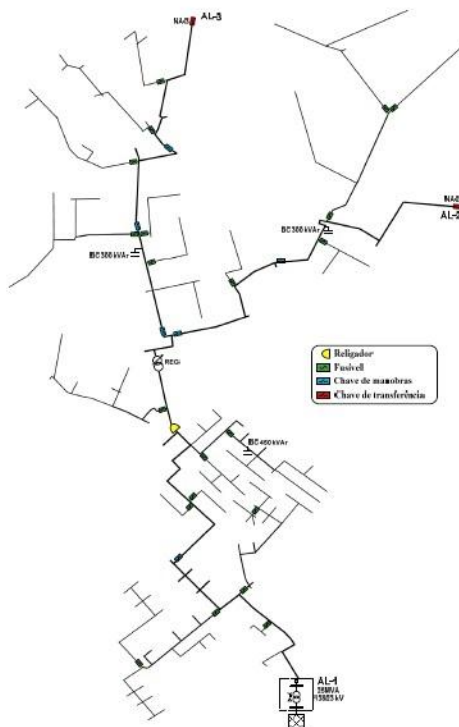 AL-3
AL-2
BC 300 kVAr
BC 300 kVAr
REG
Religador
Fusível
Chave de manobras
Chave de transferência
BC 450 kVAr
AL-1
25MVA